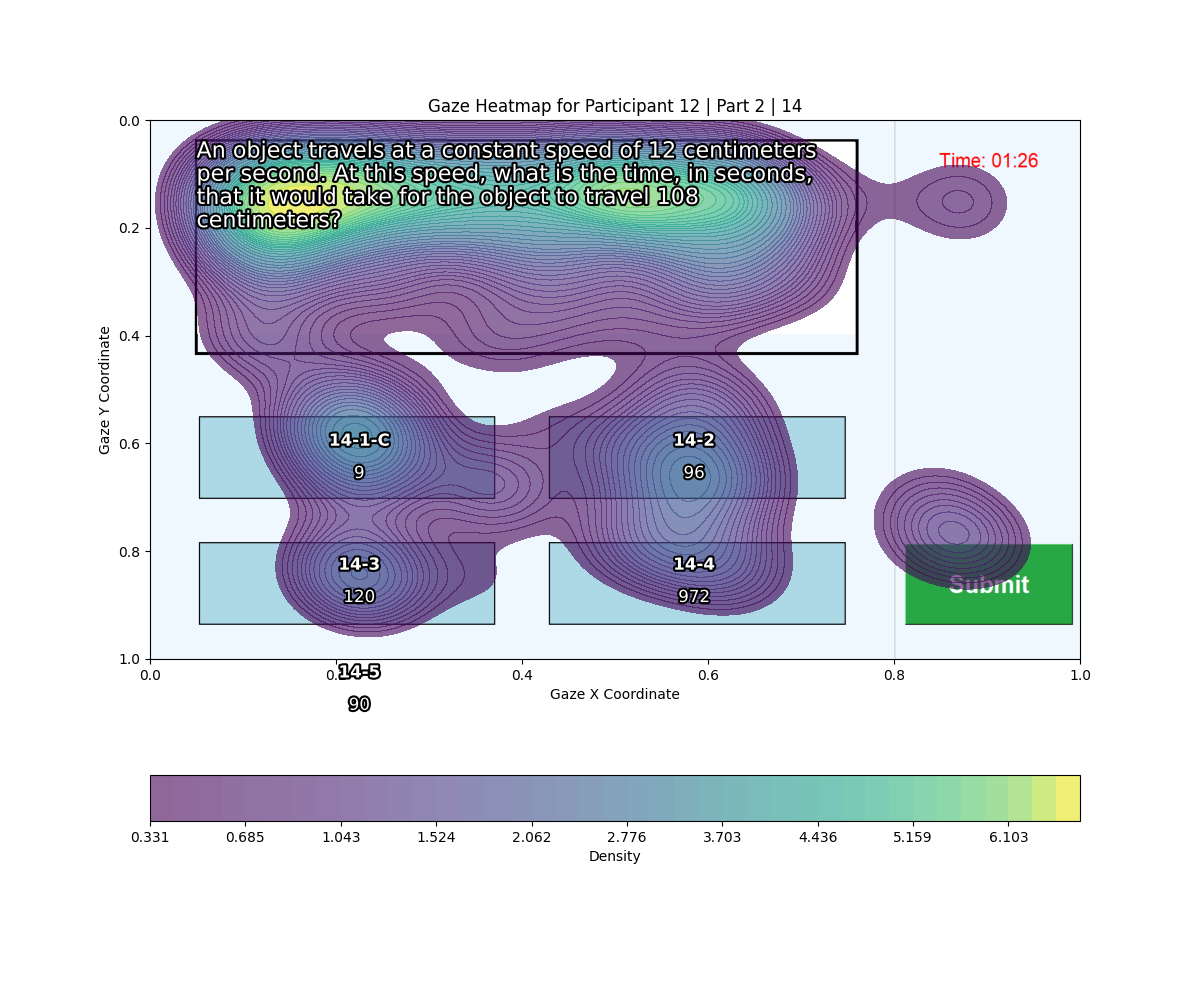 Gaze Heatmap for Participant 12 | Part 2 | 14
An object travels at a constant speed of 12 centimeters
per second. At this speed, what is the time, in seconds,
that it would take for the object to travel 108
centimeters?
Time: 01:26
14-1-C
9
14-2
96
14-3
120
14-4
972
Submit
14-5
90
0.0
0.2
0.4
0.6
0.8
1.0
Gaze Y Coordinate
0.0
0.4
0.6
0.8
1.0
Gaze X Coordinate
0.331
0.685
1.043
1.524
2.062
2.776
3.703
4.436
5.159
6.103
Density